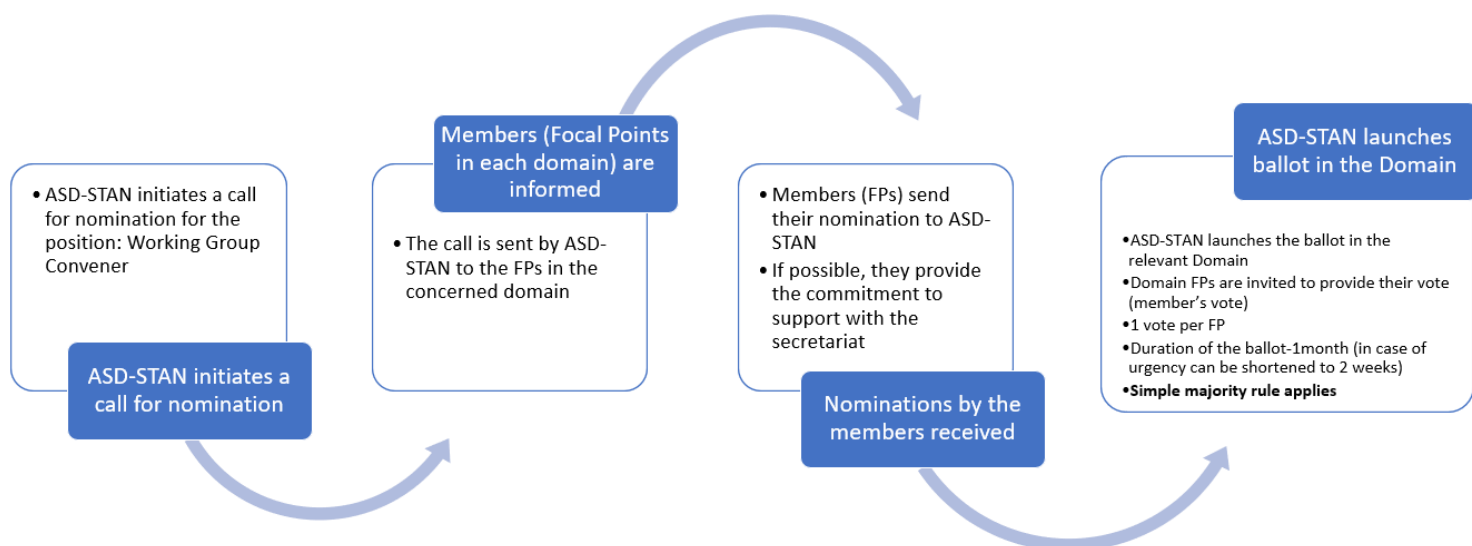 • ASD-STAN initiates a call
for nomination for the
position: Working Group
Convener
ASD-STAN initiates a
call for nomination
Members (Focal Points
in each domain) are
informed
• The call is sent by ASD-
STAN to the FPs in the
concerned domain
• Members (FPs) send
their nomination to ASD-
STAN
• If possible, they provide
the commitment to
support with the
secretariat
Nominations by the
members received
ASD-STAN launches
ballot in the Domain
•ASD-STAN launches the ballot in the
relevant Domain
•Domain FPs are invited to provide their vote
(member’s vote)
•1 vote per FP
•Duration of the ballot-1month (in case of
urgency can be shortened to 2 weeks)
•Simple majority rule applies